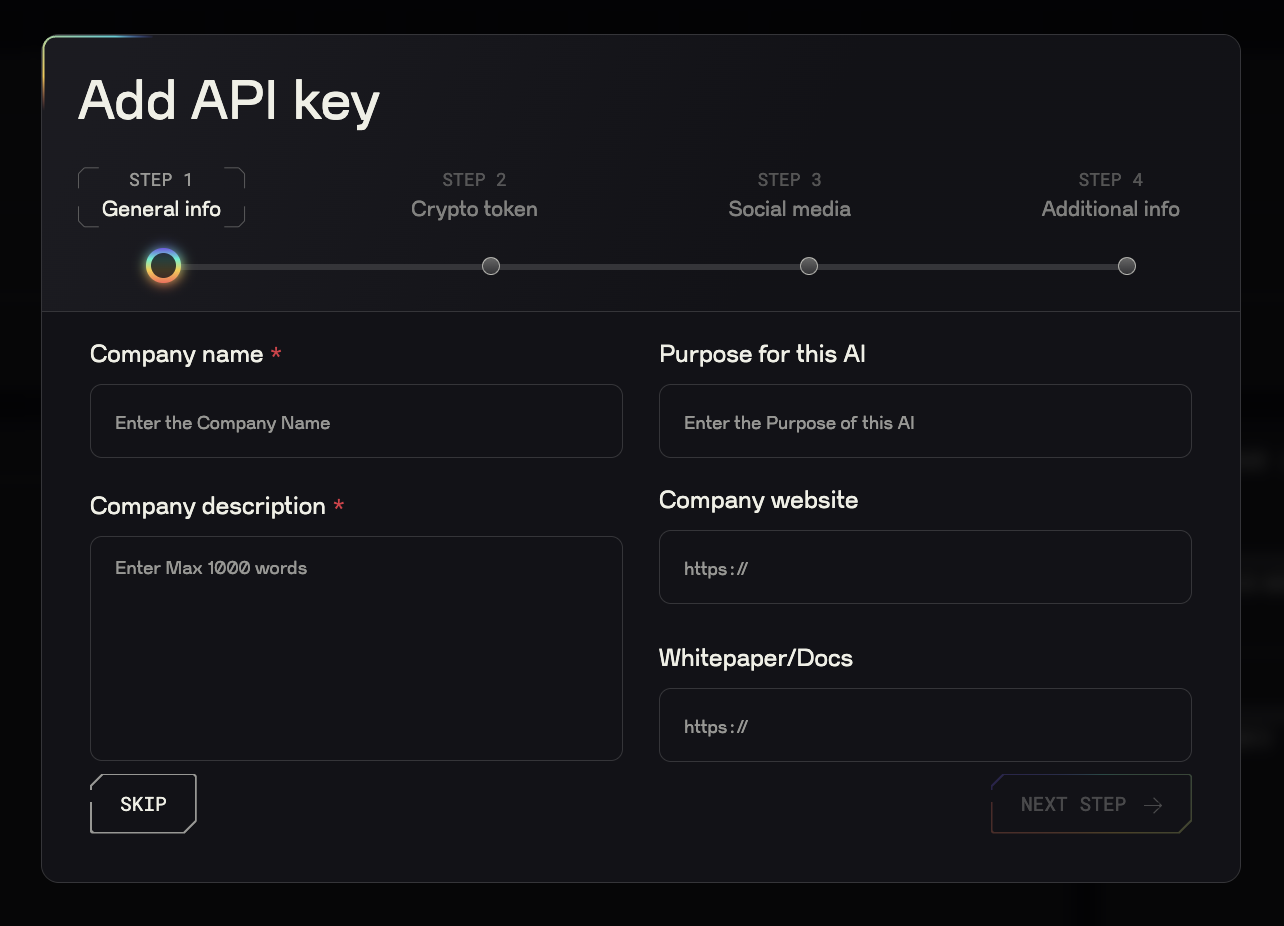 Add API key
STEP 1
General info
STEP 2
Crypto token
STEP 3
Social media
STEP 4
Additional info
Company name *
Enter the Company Name
Purpose for this AI
Enter the Purpose of this AI
Company description *
Enter Max 1000 words
Company website
https://
Whitepaper/Docs
https://
SKIP
NEXT STEP →